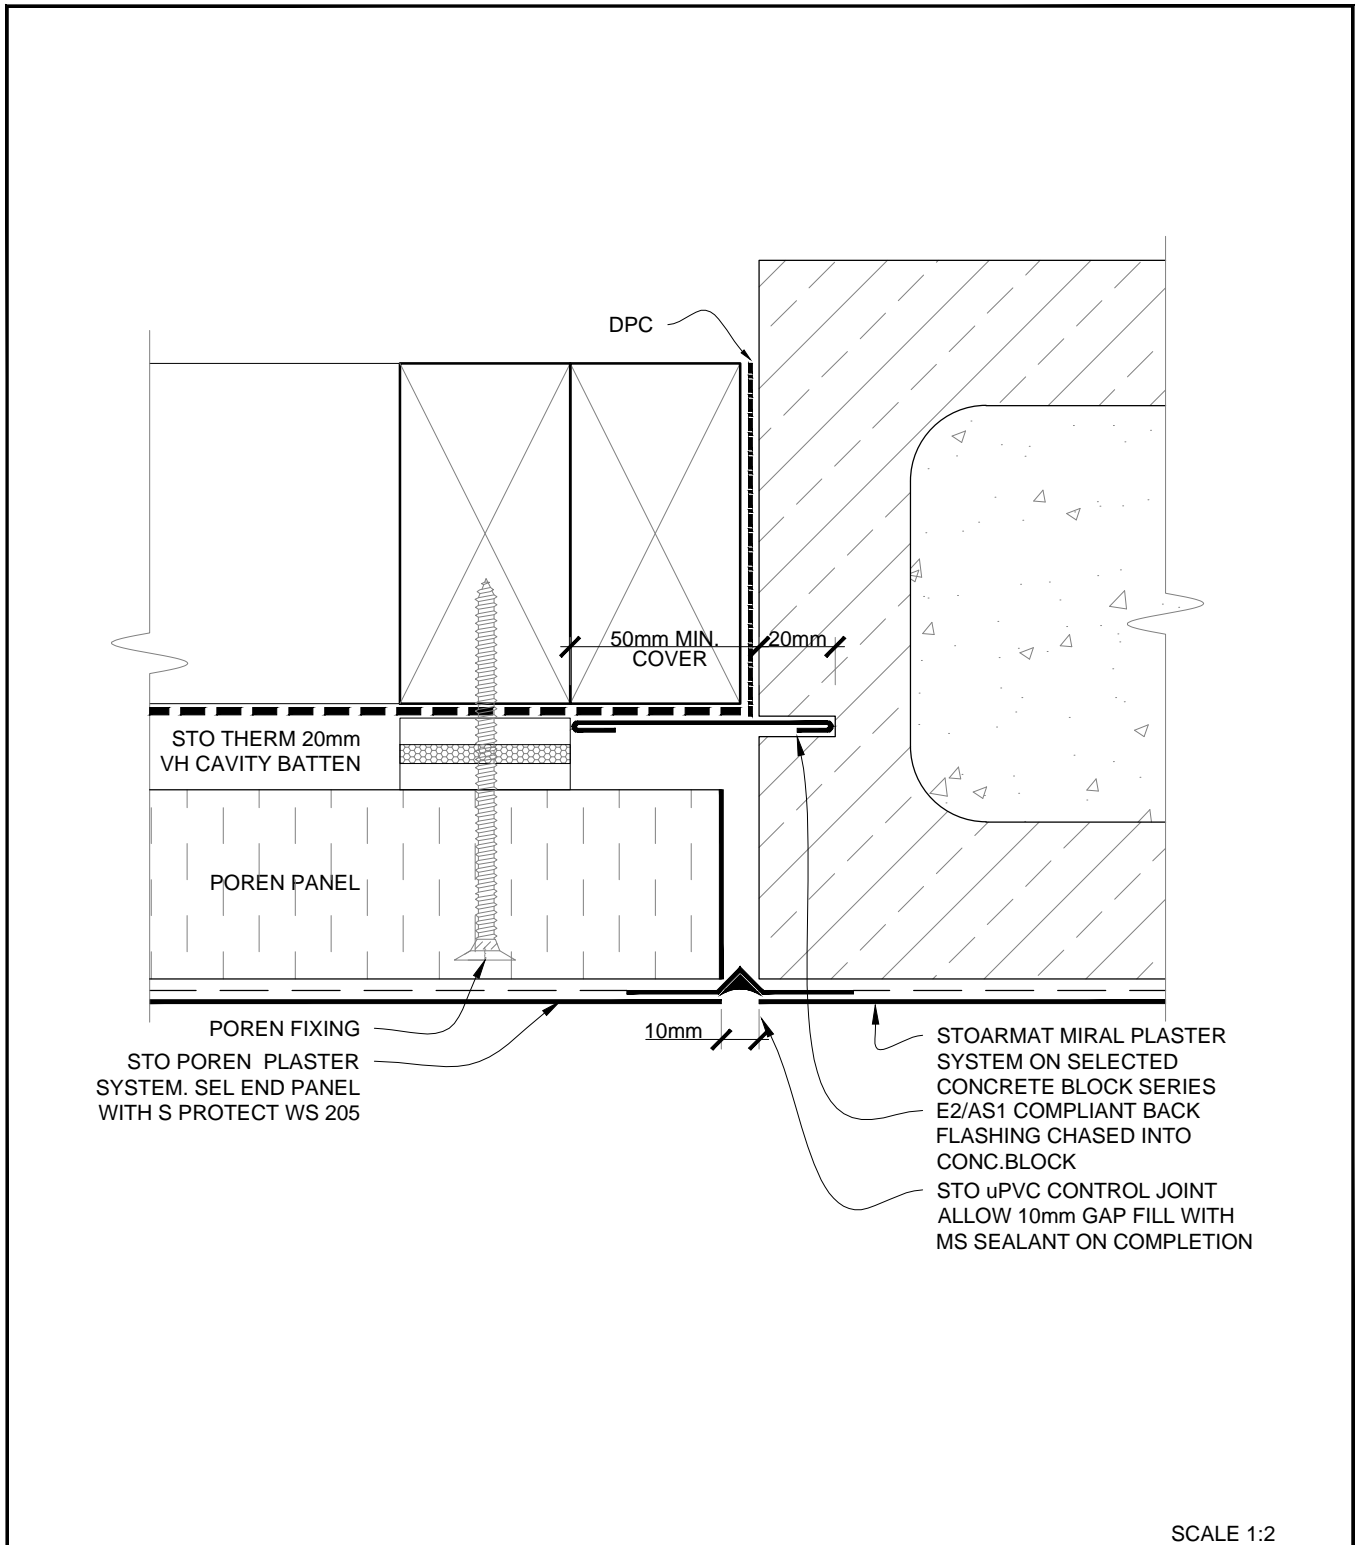 DPC
50mm MIN.
COVER
20mm
STO THERM 20mm
VH CAVITY BATTEN
POREN PANEL
POREN FIXING
STO POREN PLASTER
SYSTEM. SEL END PANEL
WITH S PROTECT WS 205
10mm
STOARMAT MIRAL PLASTER
SYSTEM ON SELECTED
CONCRETE BLOCK SERIES
E2/AS1 COMPLIANT BACK
FLASHING CHASED INTO
CONC.BLOCK
STO uPVC CONTROL JOINT
ALLOW 10mm GAP FILL WITH
MS SEALANT ON COMPLETION
SCALE 1:2